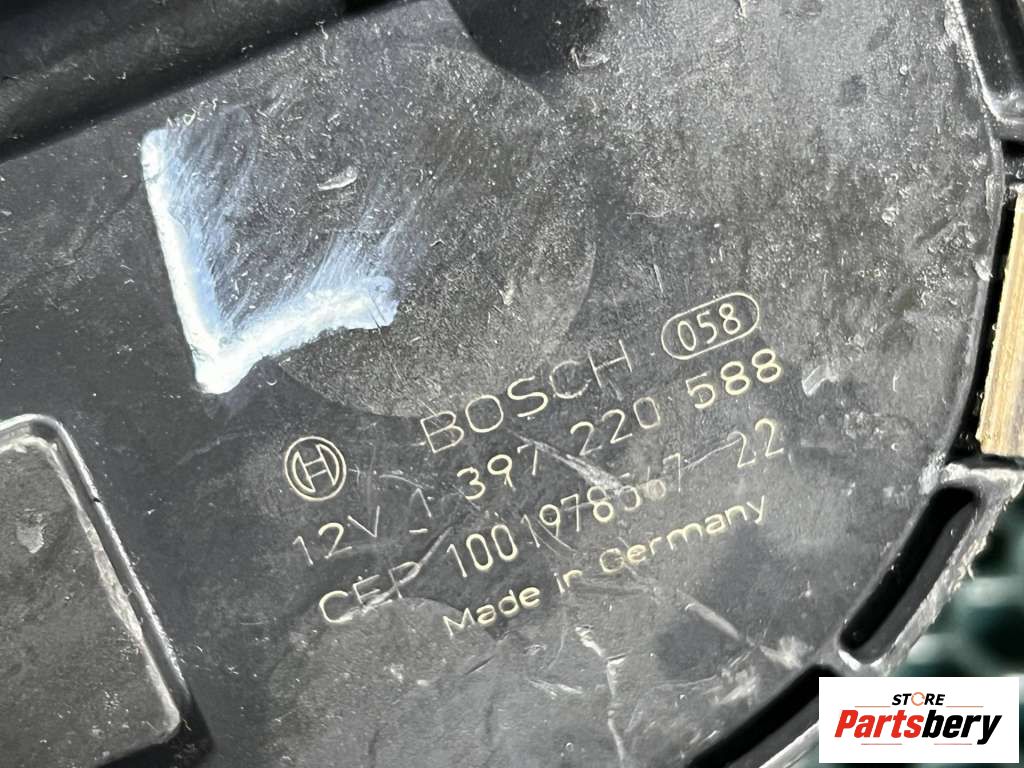 BOSCH 058
12V 1 397 220 588
CEP 1001978567 22
Made in Germany
STORE
Partsbery